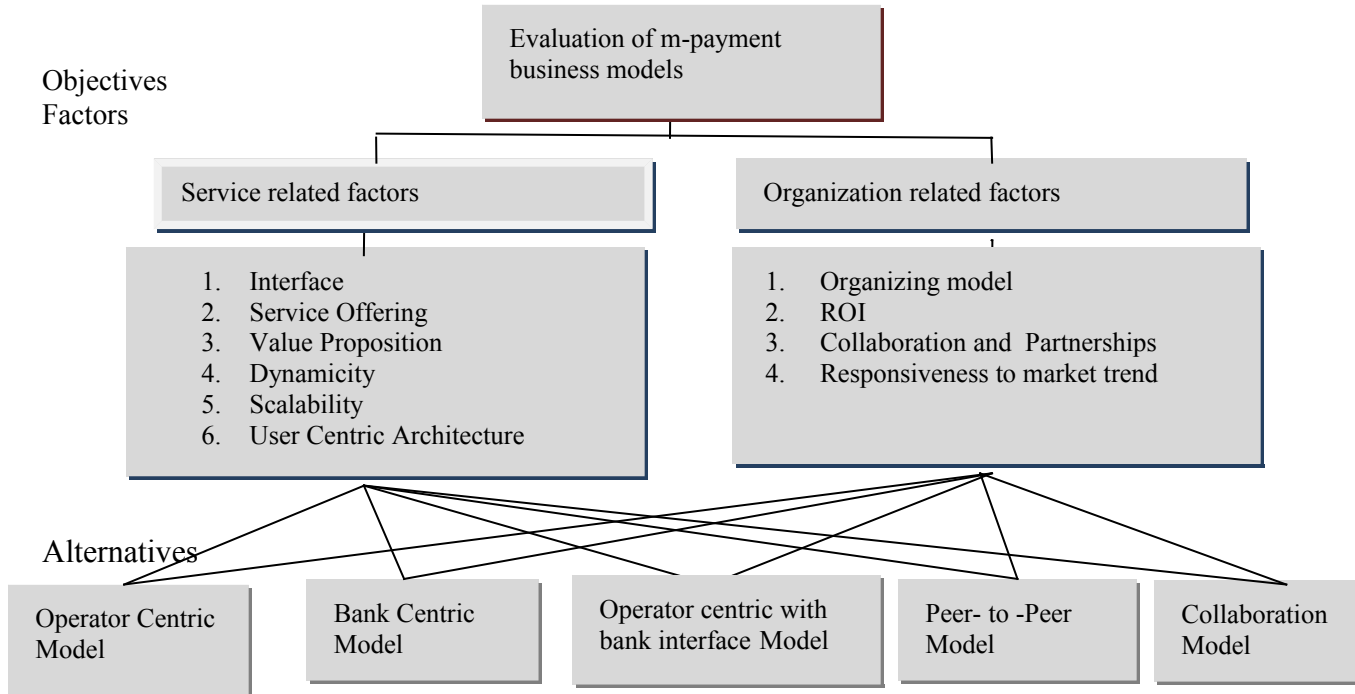 Evaluation of m-payment
business models
Objectives
Factors
Service related factors
Organization related factors
1. Interface
2. Service Offering
3. Value Proposition
4. Dynamicity
5. Scalability
6. User Centric Architecture
1. Organizing model
2. ROI
3. Collaboration and Partnerships
4. Responsiveness to market trend
Alternatives
Operator Centric
Model
Bank Centric
Model
Operator centric with
bank interface Model
Peer- to -Peer
Model
Collaboration
Model